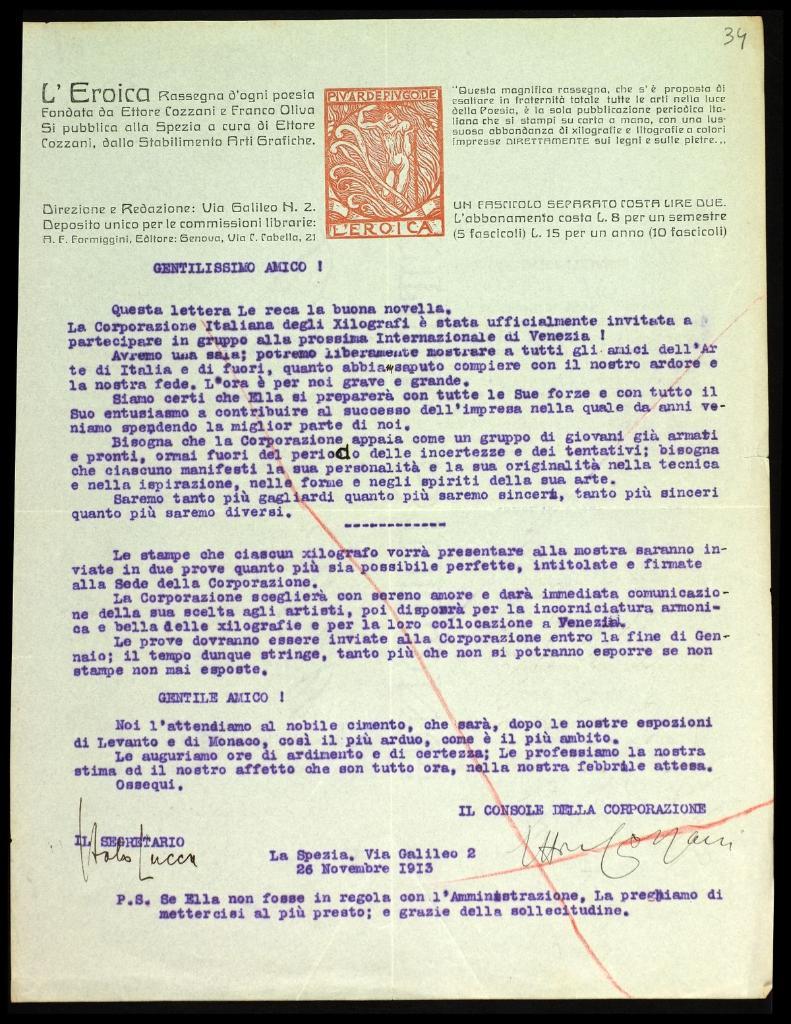 34
L'Eroica Rassegna d'ogni poesia
Fondata da Ettore Cozzani e Franco Oliva
Si pubblica alla Spezia a cura di Ettore
Cozzani, dallo Stabilimento Arti Grafiche.
Direzione e Redazione: Via Galileo N. 2.
Deposito unico per le commissioni librarie:
A. F. Formiggini, Editore: Genova, Via C. Cabella, 21
PIV ARDE PIV GODE
L'EROICA
"Questa magnifica rassegna, che s'è proposta di
esaltare in fraternità totale tutte le arti nella luce
della Poesia, è la sola pubblicazione periodica ita-
liana che si stampi su carta a mano, con una lus-
suosa abbondanza di xilografie e litografie a colori
impresse DIRETTAMENTE sui legni e sulle pietre.„
UN FASCICOLO SEPARATO COSTA LIRE DUE.
L'abbonamento costa L. 8 per un semestre
(5 fascicoli) L. 15 per un anno (10 fascicoli)
GENTILISSIMO AMICO !
Questa lettera Le reca la buona novella.
La Corporazione Italiana degli Xilografi è stata ufficialmente invitata a
partecipare in gruppo alla prossima Internazionale di Venezia !
Avremo una sala; potremo liberamente mostrare a tutti gli amici dell'Ar
te di Italia e di fuori, quanto abbiam saputo compiere con il nostro ardore e
la nostra fede. L'ora è per noi grave e grande.
Siamo certi che Ella si preparerà con tutte le Sue forze e con tutto il
Suo entusiasmo a contribuire al successo dell'impresa nella quale da anni ve-
niamo spendendo la miglior parte di noi.
Bisogna che la Corporazione appaia come un gruppo di giovani già armati
e pronti, ormai fuori del periodo delle incertezze e dei tentativi; bisogna
che ciascuno manifesti la sua personalità e la sua originalità nella tecnica
e nella ispirazione, nelle forme e negli spiriti della sua arte.
Saremo tanto più gagliardi quanto più saremo sinceri, tanto più sinceri
quanto più saremo diversi.
------------
Le stampe che ciascun xilografo vorrà presentare alla mostra saranno in-
viate in due prove quanto più sia possibile perfette, intitolate e firmate
alla Sede della Corporazione.
La Corporazione sceglierà con sereno amore e darà immediata comunicazio-
ne della sua scelta agli artisti, poi disporrà per la incorniciatura armoni-
ca e bella delle xilografie e per la loro collocazione a Venezia.
Le prove dovranno essere inviate alla Corporazione entro la fine di Gen-
naio; il tempo dunque stringe, tanto più che non si potranno esporre se non
stampe non mai esposte.
GENTILE AMICO !
Noi l'attendiamo al nobile cimento, che sarà, dopo le nostre espozioni
di Levanto e di Monaco, così il più arduo, come è il più ambito.
Le auguriamo ore di ardimento e di certezza; Le professiamo la nostra
stima ed il nostro affetto che son tutto ora, nella nostra febbrile attesa.
Ossequi.
IL CONSOLE DELLA CORPORAZIONE
IL SEGRETARIO
Ettore Cozzani
La Spezia. Via Galileo 2
26 Novembre 1913
P.S. Se Ella non fosse in regola con l'Amministrazione, La preghiamo di
mettercisi al più presto; e grazie della sollecitudine.